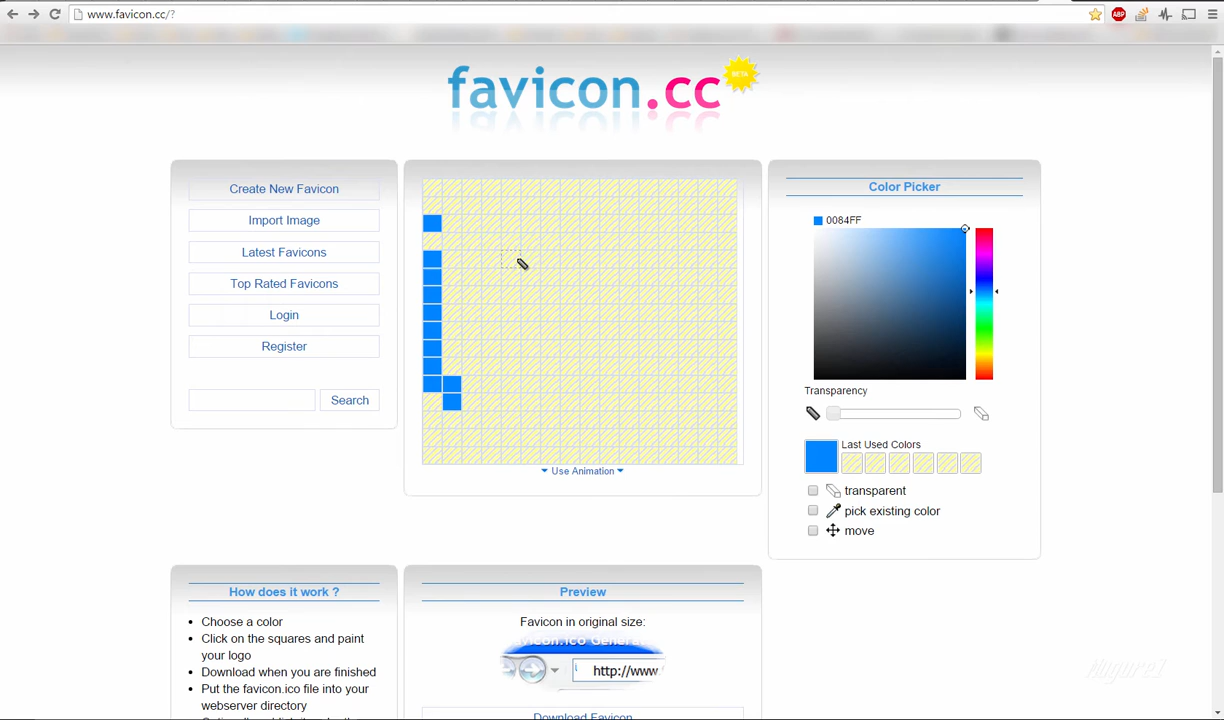 www.favicon.cc/?
ABP
favicon.cc
BETA
Create New Favicon
Import Image
Latest Favicons
Top Rated Favicons
Login
Register
Search
Use Animation
Color Picker
0084FF
Transparency
Last Used Colors
transparent
pick existing color
move
How does it work ?
Choose a color
Click on the squares and paint
your logo
Download when you are finished
Put the favicon.ico file into your
webserver directory
Preview
Favicon in original size:
http://www
Download Favicon